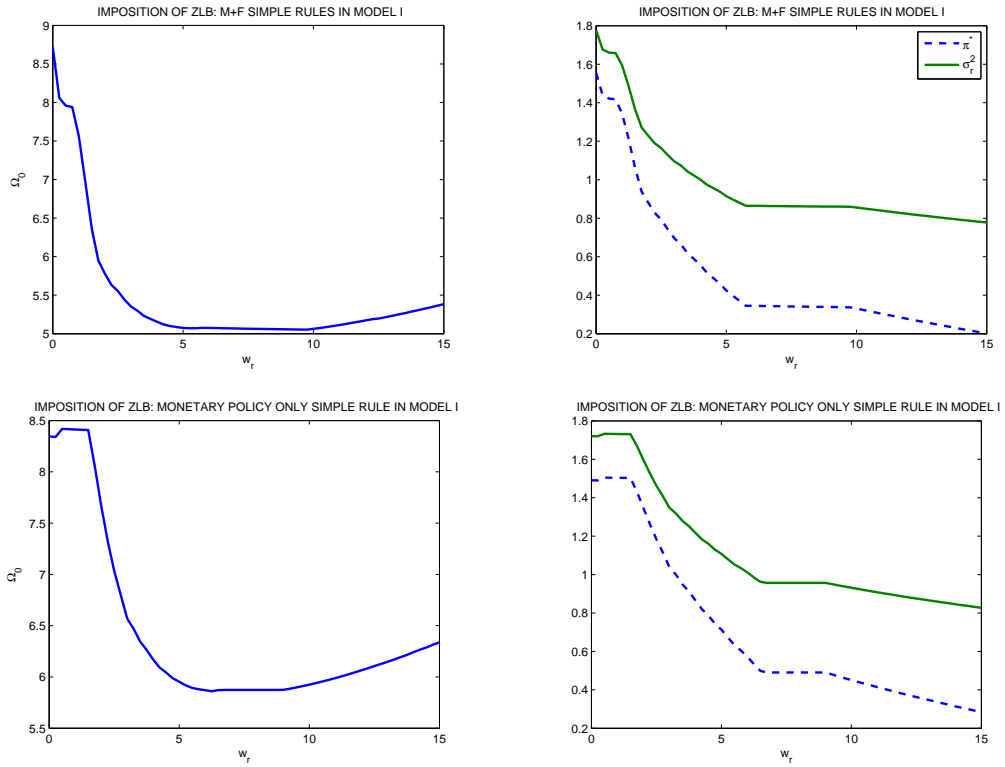 IMPOSITION OF ZLB: M+F SIMPLE RULES IN MODEL I
9
8.5
8
7.5
7
6.5
6
5.5
5
Ω0
0 5 10 15
wr
IMPOSITION OF ZLB: M+F SIMPLE RULES IN MODEL I
1.8
1.6
1.4
1.2
1
0.8
0.6
0.4
0.2
π*
σr2
0 5 10 15
wr
IMPOSITION OF ZLB: MONETARY POLICY ONLY SIMPLE RULE IN MODEL I
8.5
8
7.5
7
6.5
6
5.5
Ω0
0 5 10 15
wr
IMPOSITION OF ZLB: MONETARY POLICY ONLY SIMPLE RULE IN MODEL I
1.8
1.6
1.4
1.2
1
0.8
0.6
0.4
0.2
0 5 10 15
wr